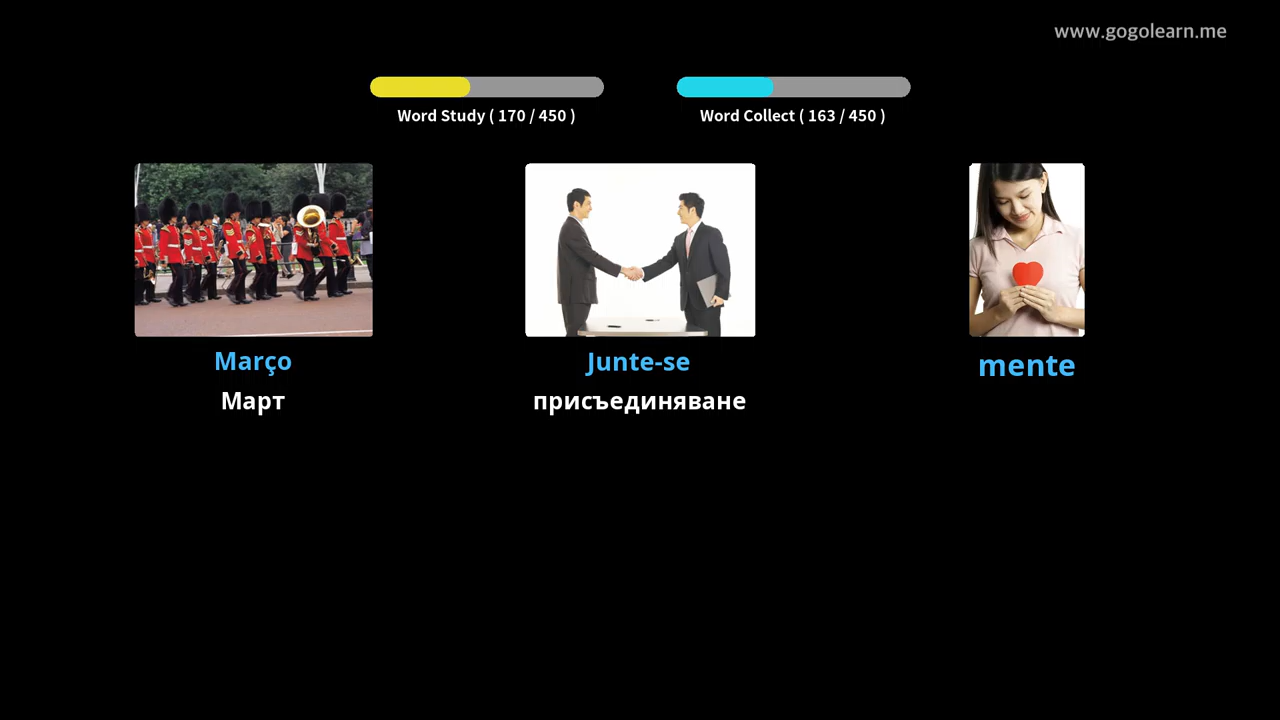 www.gogolearn.me
Word Study ( 170 / 450 )
Word Collect ( 163 / 450 )
Março
Junte-se
mente
Март
присъединяване